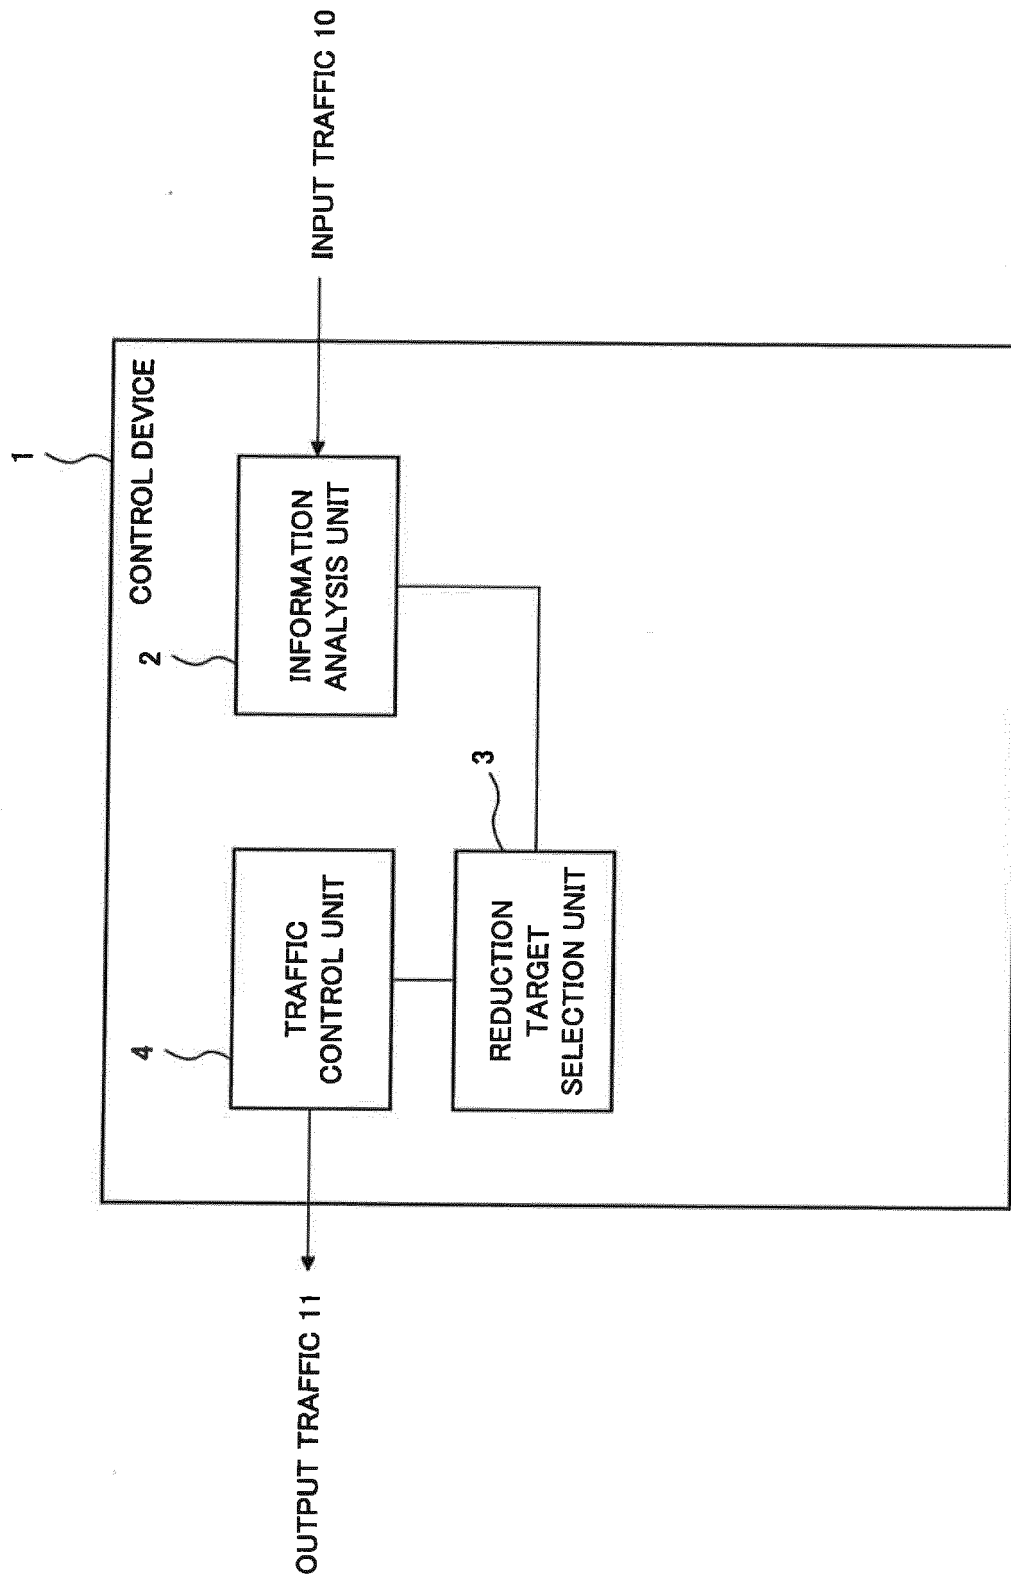 1
CONTROL DEVICE
OUTPUT TRAFFIC 11
4
TRAFFIC
CONTROL UNIT
2
INFORMATION
ANALYSIS UNIT
INPUT TRAFFIC 10
3
REDUCTION
TARGET
SELECTION UNIT